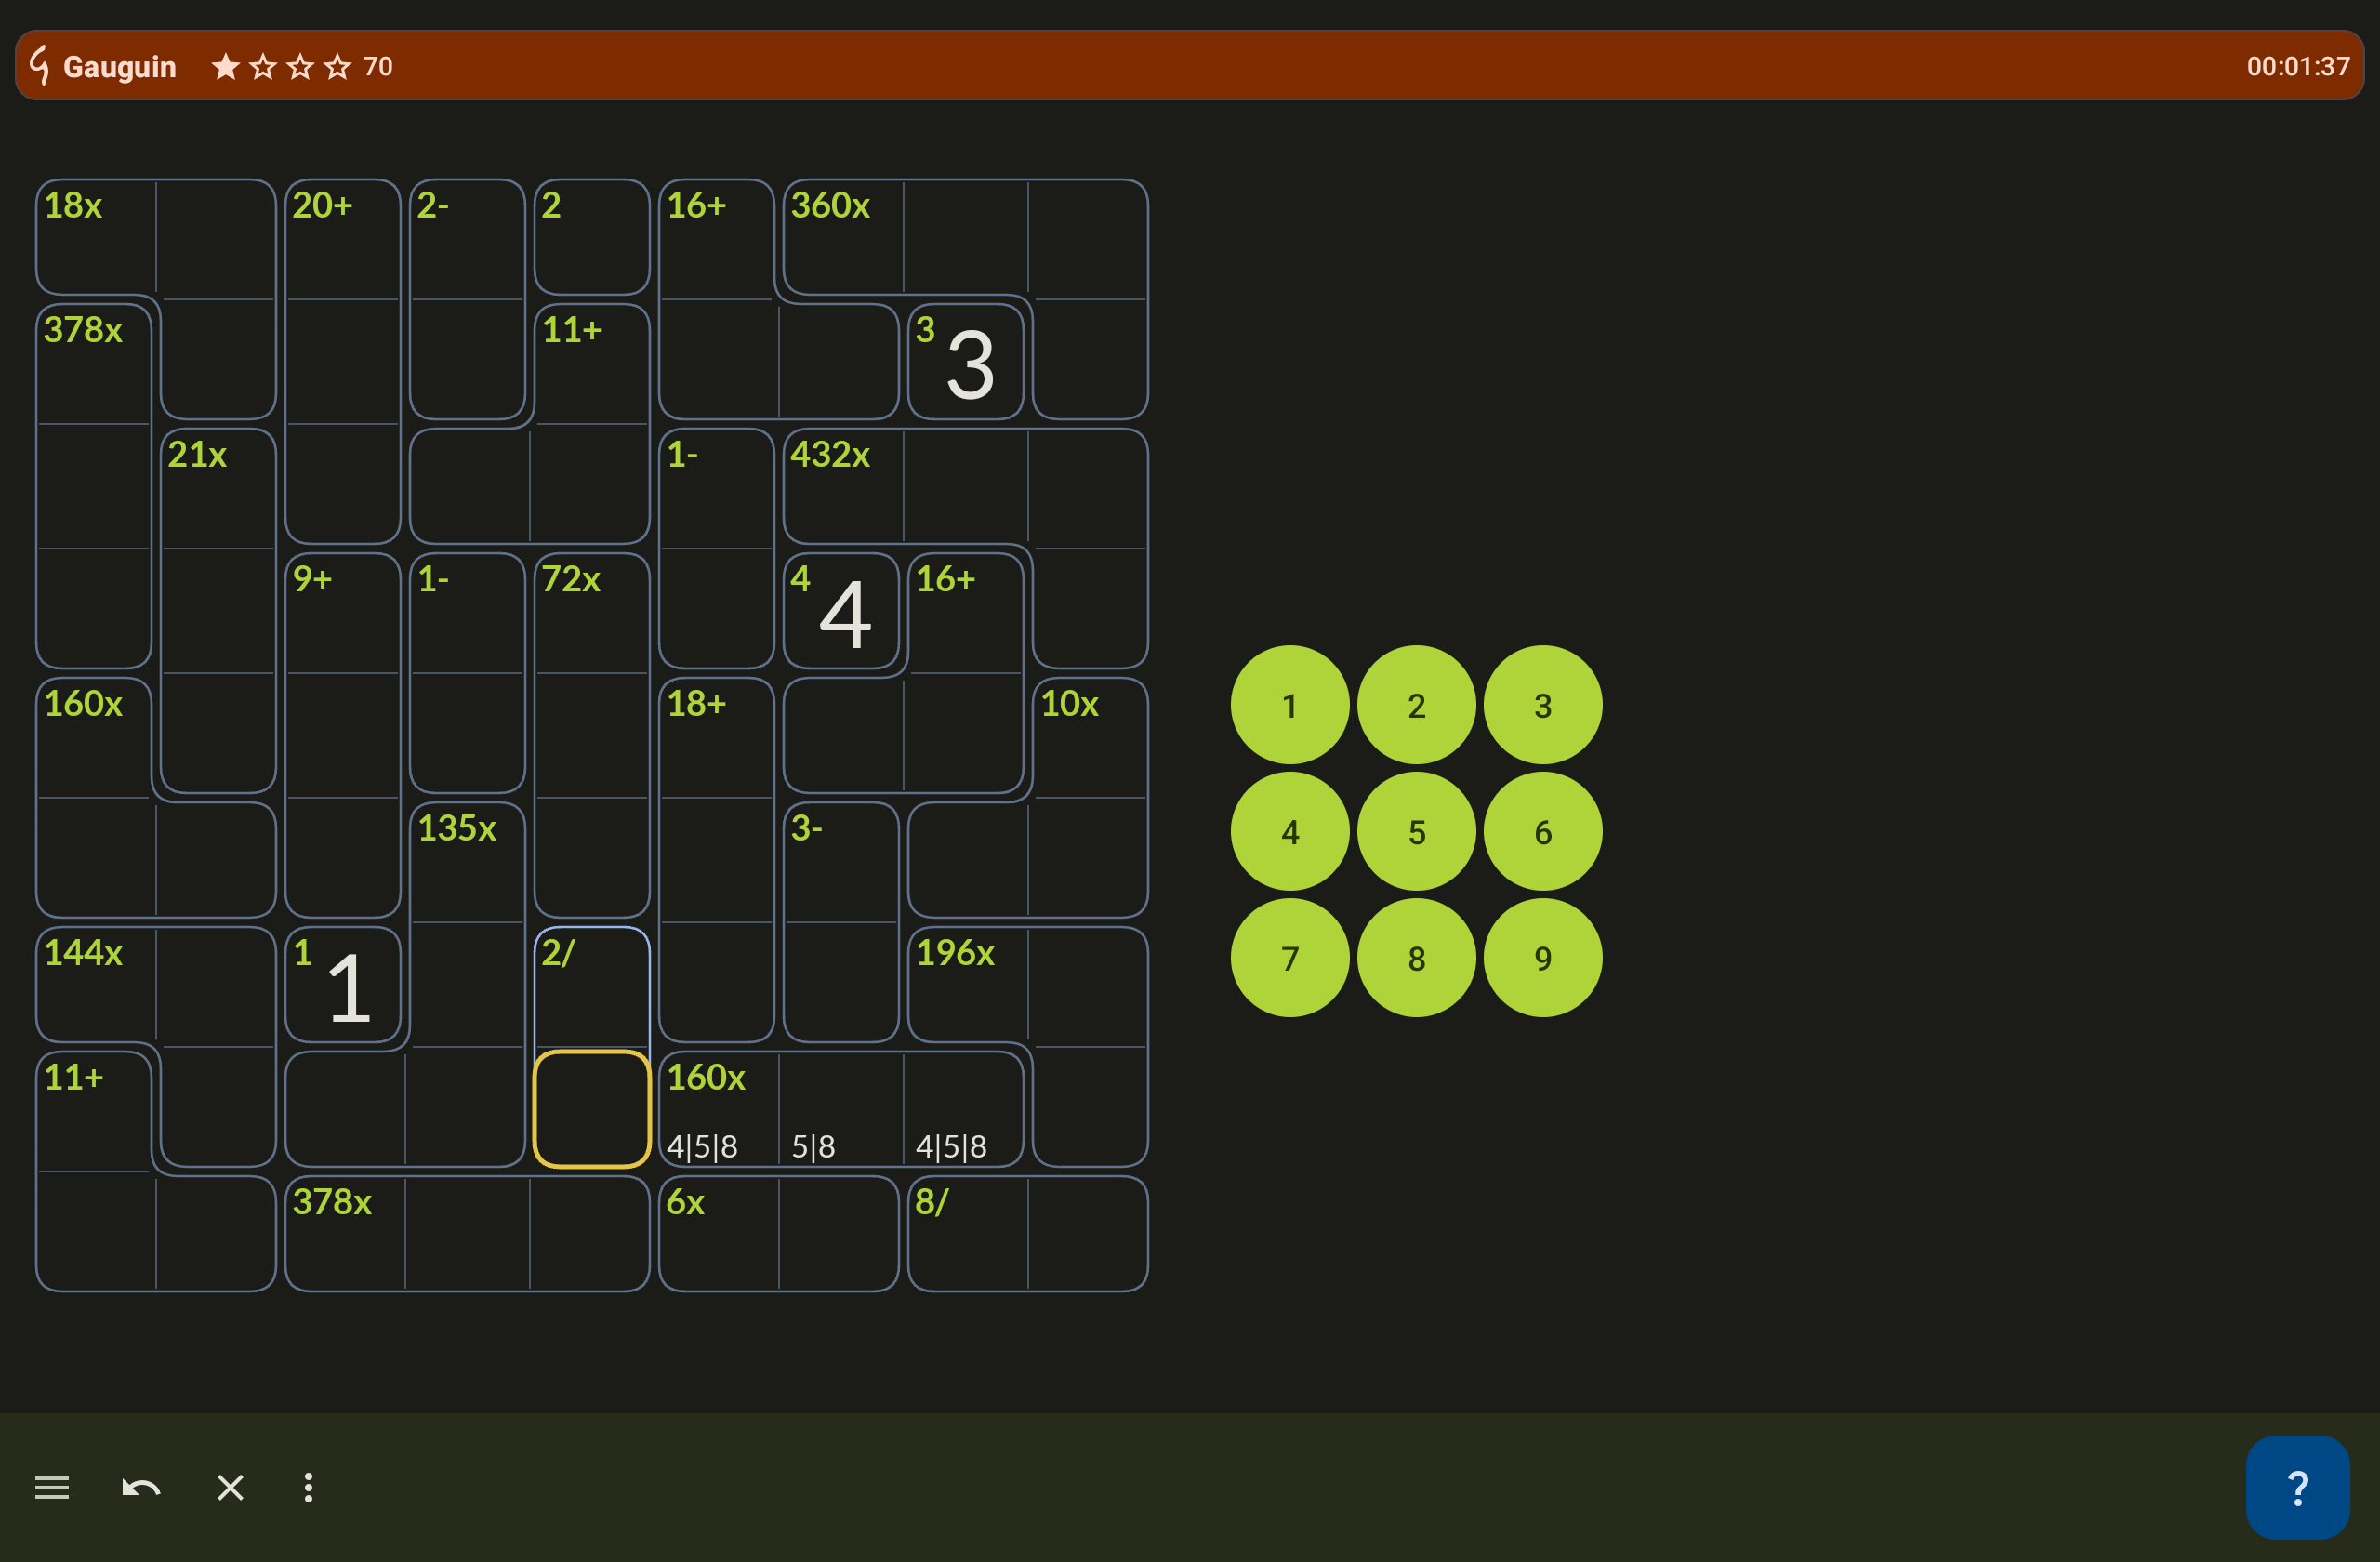 Gauguin 70 00:01:37
18x 20+ 2- 2 16+ 360x
378x 11+ 3 3
21x 1- 432x
9+ 1- 72x 4 4 16+
160x 18+ 10x
135x 3-
144x 1 1 2/ 196x
11+ 160x
4|5|8 5|8 4|5|8
378x 6x 8/
1 2 3
4 5 6
7 8 9
?